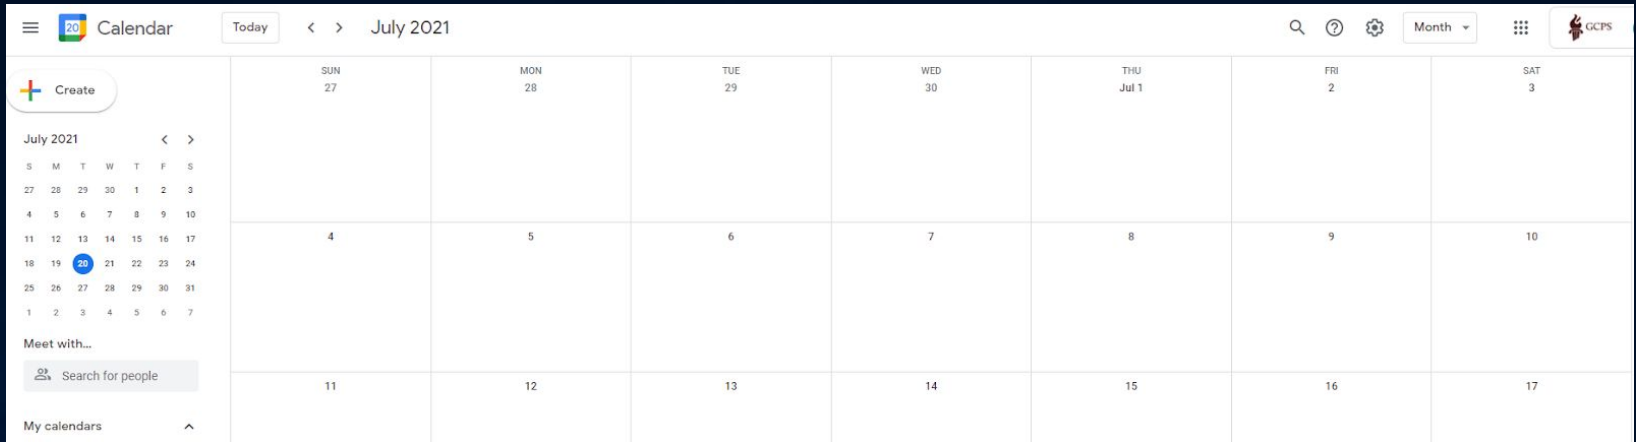 20 Calendar Today July 2021 Month GCPS
Create
July 2021
S M T W T F S
27 28 29 30 1 2 3
4 5 6 7 8 9 10
11 12 13 14 15 16 17
18 19 20 21 22 23 24
25 26 27 28 29 30 31
1 2 3 4 5 6 7
Meet with...
Search for people
My calendars
SUN MON TUE WED THU FRI SAT
27 28 29 30 Jul 1 2 3
4 5 6 7 8 9 10
11 12 13 14 15 16 17